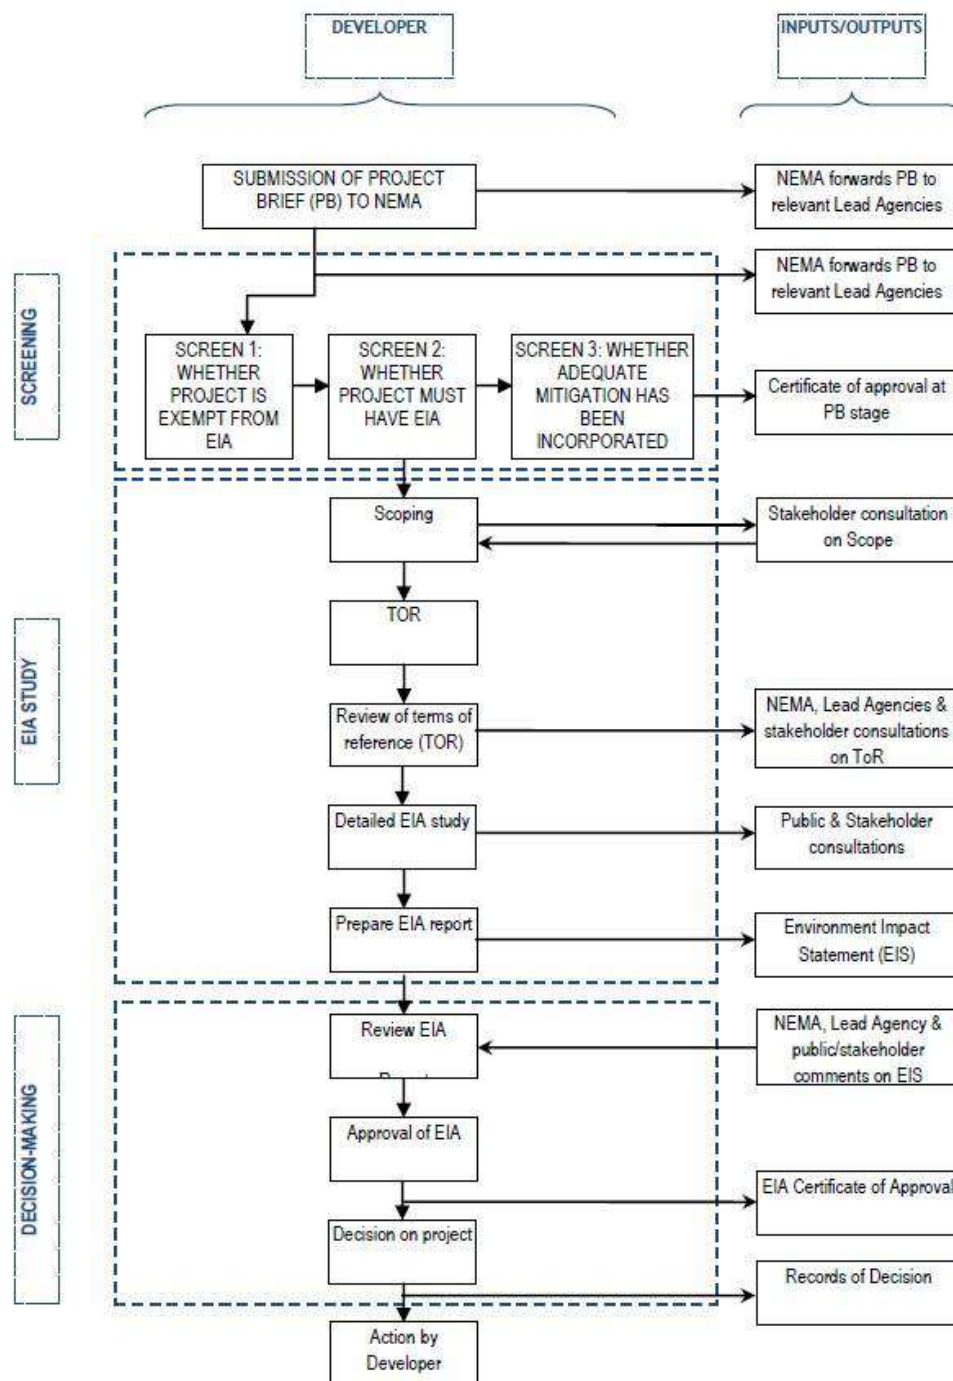 DEVELOPER
INPUTS/OUTPUTS
SUBMISSION OF PROJECT
BRIEF (PB) TO NEMA
NEMA forwards PB to
relevant Lead Agencies
NEMA forwards PB to
relevant Lead Agencies
SCREENING
SCREEN 1:
WHETHER
PROJECT IS
EXEMPT FROM
EIA
SCREEN 2:
WHETHER
PROJECT MUST
HAVE EIA
SCREEN 3: WHETHER
ADEQUATE
MITIGATION HAS
BEEN
INCORPORATED
Certificate of approval at
PB stage
EIA STUDY
Scoping
Stakeholder consultation
on Scope
TOR
Review of terms of
reference (TOR)
NEMA, Lead Agencies &
stakeholder consultations
on ToR
Detailed EIA study
Public & Stakeholder
consultations
Prepare EIA report
Environment Impact
Statement (EIS)
DECISION-MAKING
Review EIA
NEMA, Lead Agency &
public/stakeholder
comments on EIS
Approval of EIA
EIA Certificate of Approval
Decision on project
Records of Decision
Action by
Developer